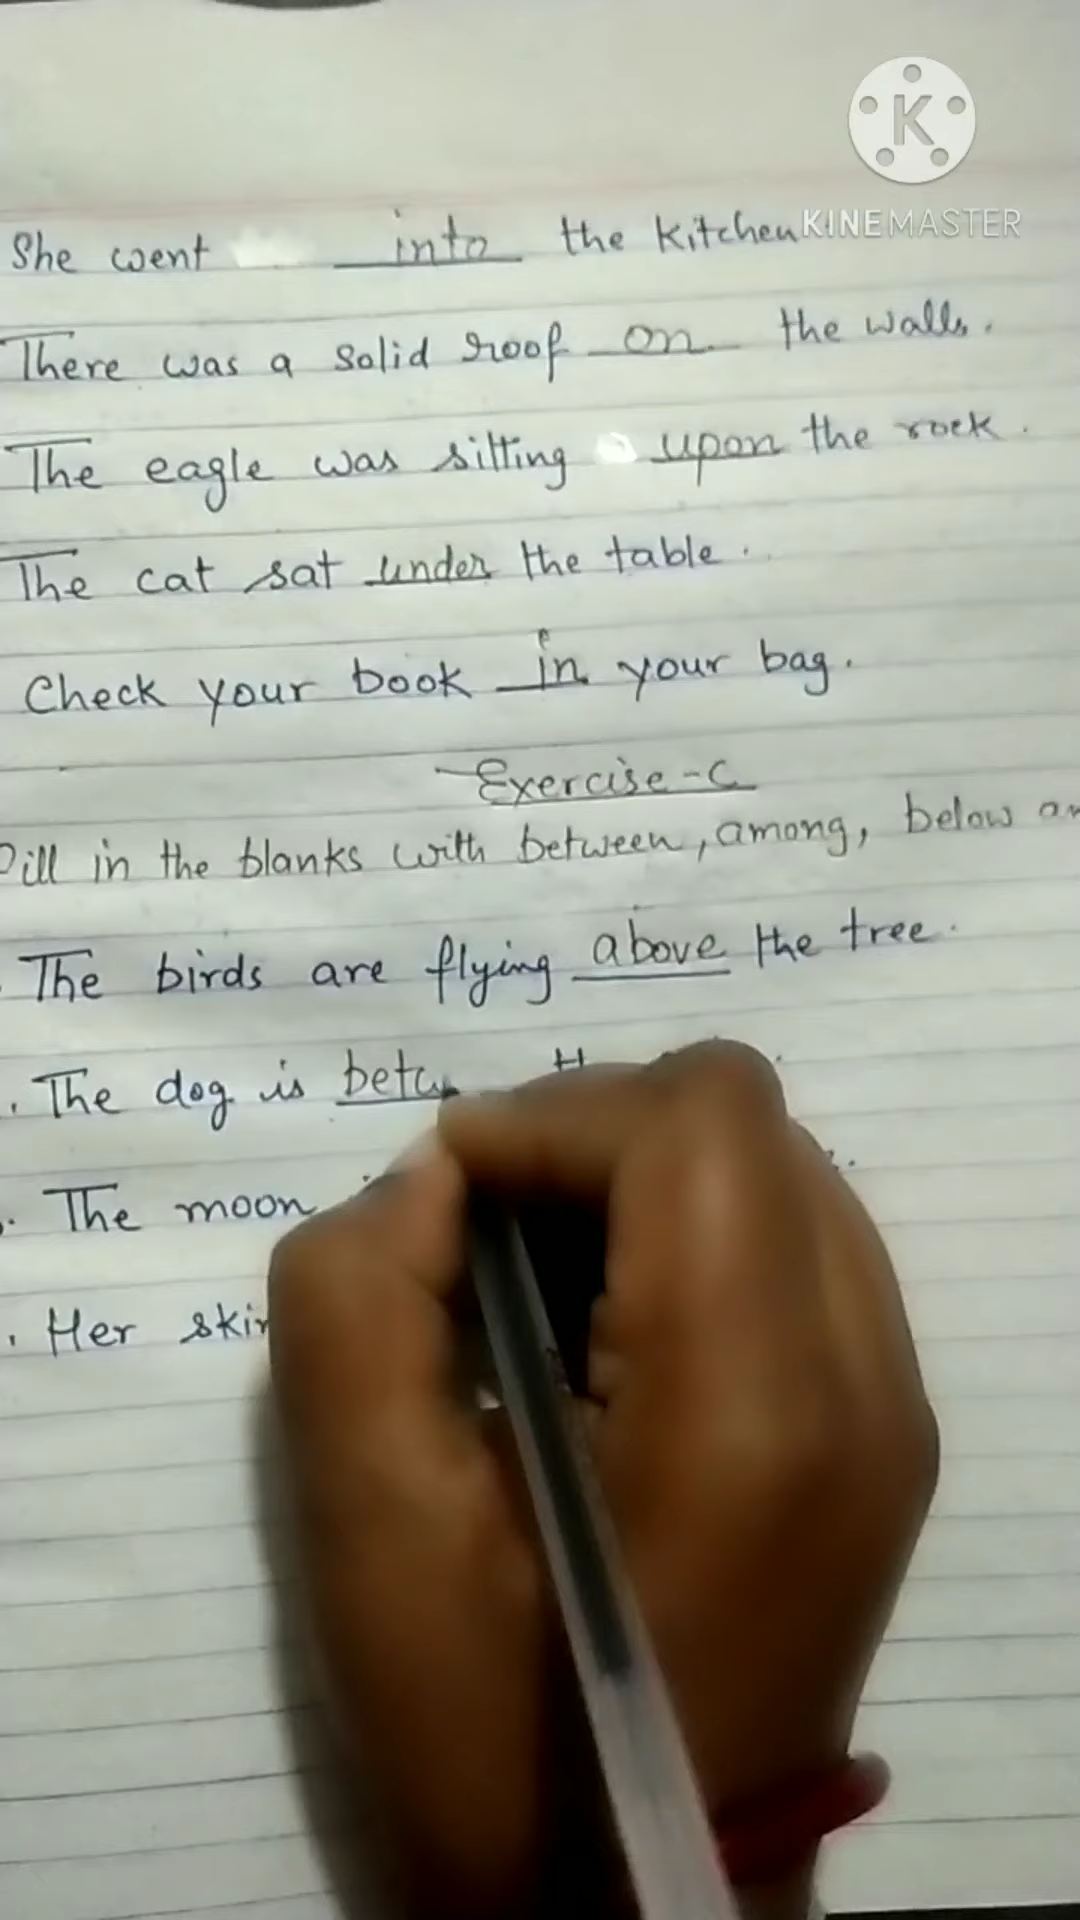 K
KINEMASTER
She went into the kitchen
There was a solid roof on the walls.
The eagle was sitting upon the rock.
The cat sat under the table.
Check your book in your bag.
Exercise-C
ill in the blanks with between, among, below
The birds are flying above the tree.
The dog is betw
The moon
Her